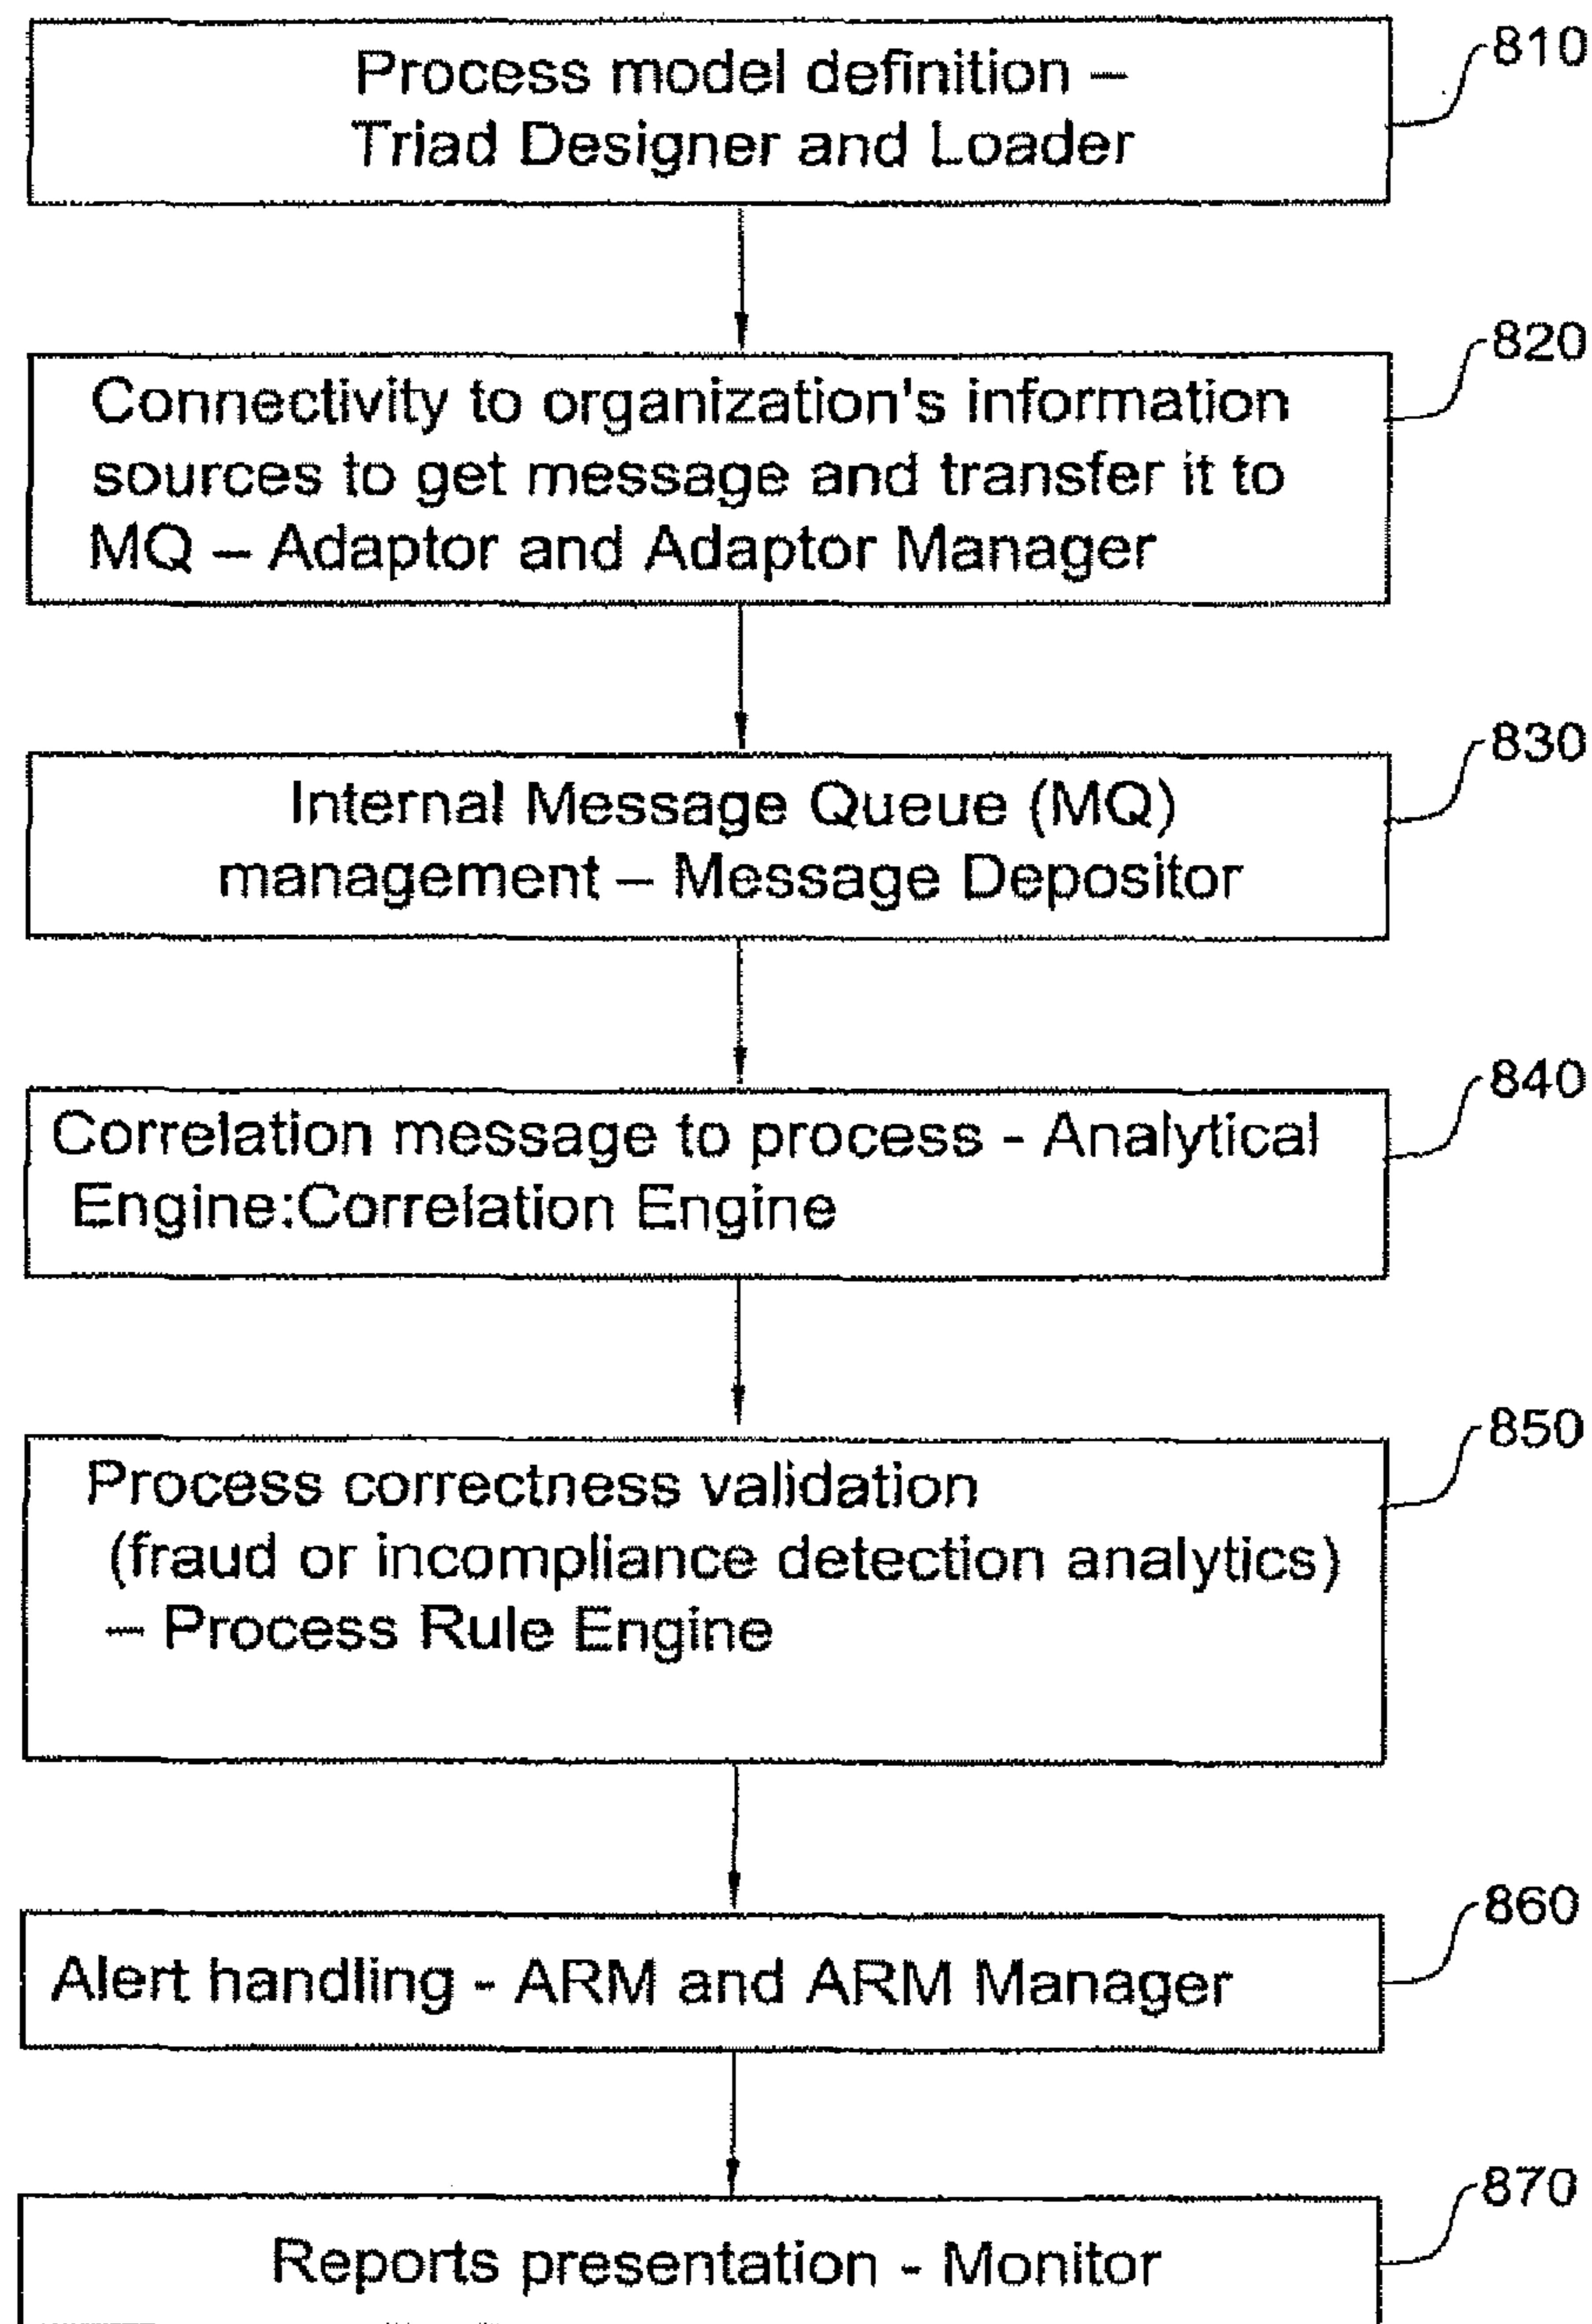 Process model definition –
Triad Designer and Loader
810
Connectivity to organization's information
sources to get message and transfer it to
MQ – Adaptor and Adaptor Manager
820
Internal Message Queue (MQ)
management – Message Depositor
830
Correlation message to process - Analytical
Engine:Correlation Engine
840
Process correctness validation
(fraud or incompliance detection analytics)
– Process Rule Engine
850
Alert handling - ARM and ARM Manager
860
Reports presentation - Monitor
870